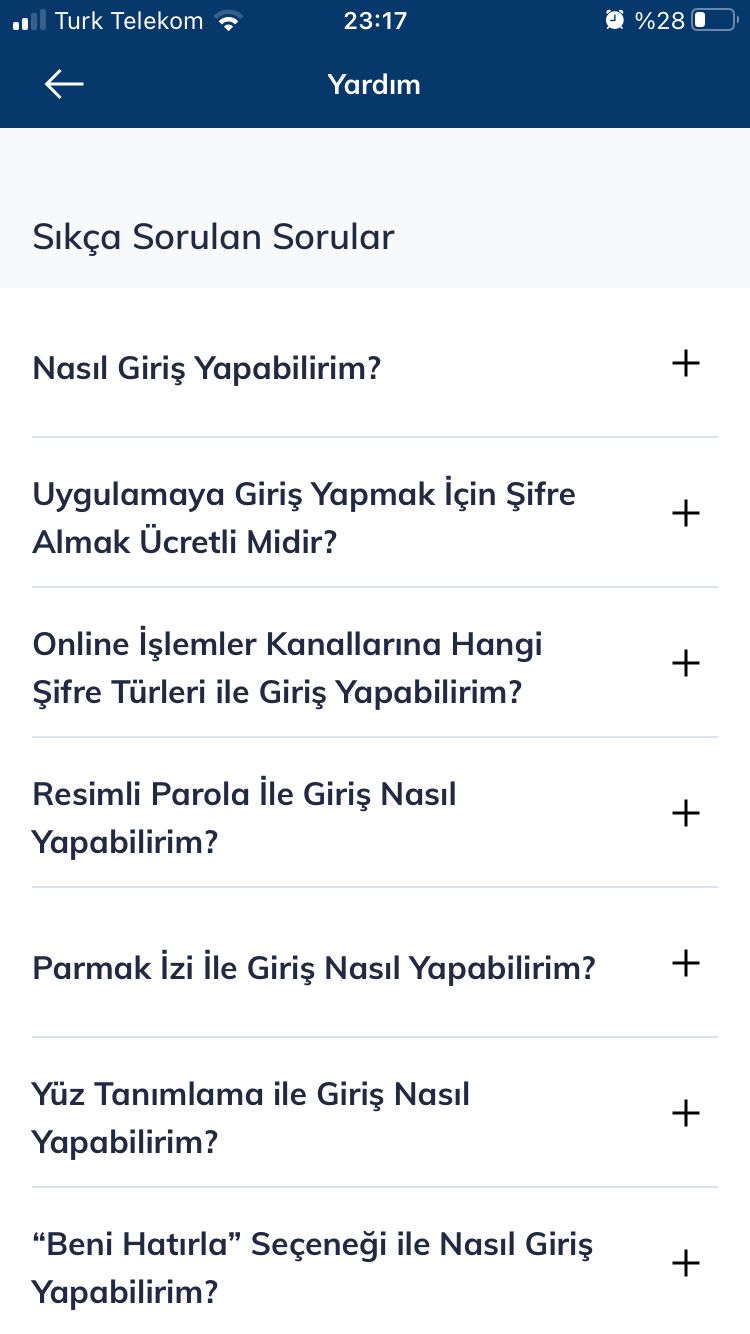 Turk Telekom
23:17
%28
Yardım
Sıkça Sorulan Sorular
Nasıl Giriş Yapabilirim?
Uygulamaya Giriş Yapmak İçin Şifre
Almak Ücretli Midir?
Online İşlemler Kanallarına Hangi
Şifre Türleri ile Giriş Yapabilirim?
Resimli Parola İle Giriş Nasıl
Yapabilirim?
Parmak İzi İle Giriş Nasıl Yapabilirim?
Yüz Tanımlama ile Giriş Nasıl
Yapabilirim?
“Beni Hatırla” Seçeneği ile Nasıl Giriş
Yapabilirim?